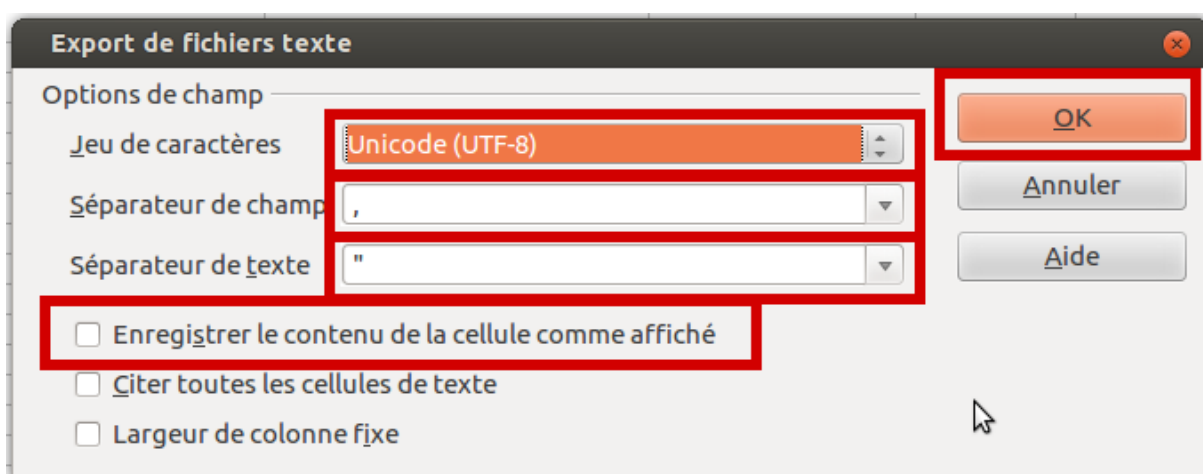 Export de fichiers texte
Options de champ
OK
Jeu de caractères
Unicode (UTF-8)
Annuler
Séparateur de champ
,
Séparateur de texte
"
Aide
Enregistrer le contenu de la cellule comme affiché
Citer toutes les cellules de texte
Largeur de colonne fixe